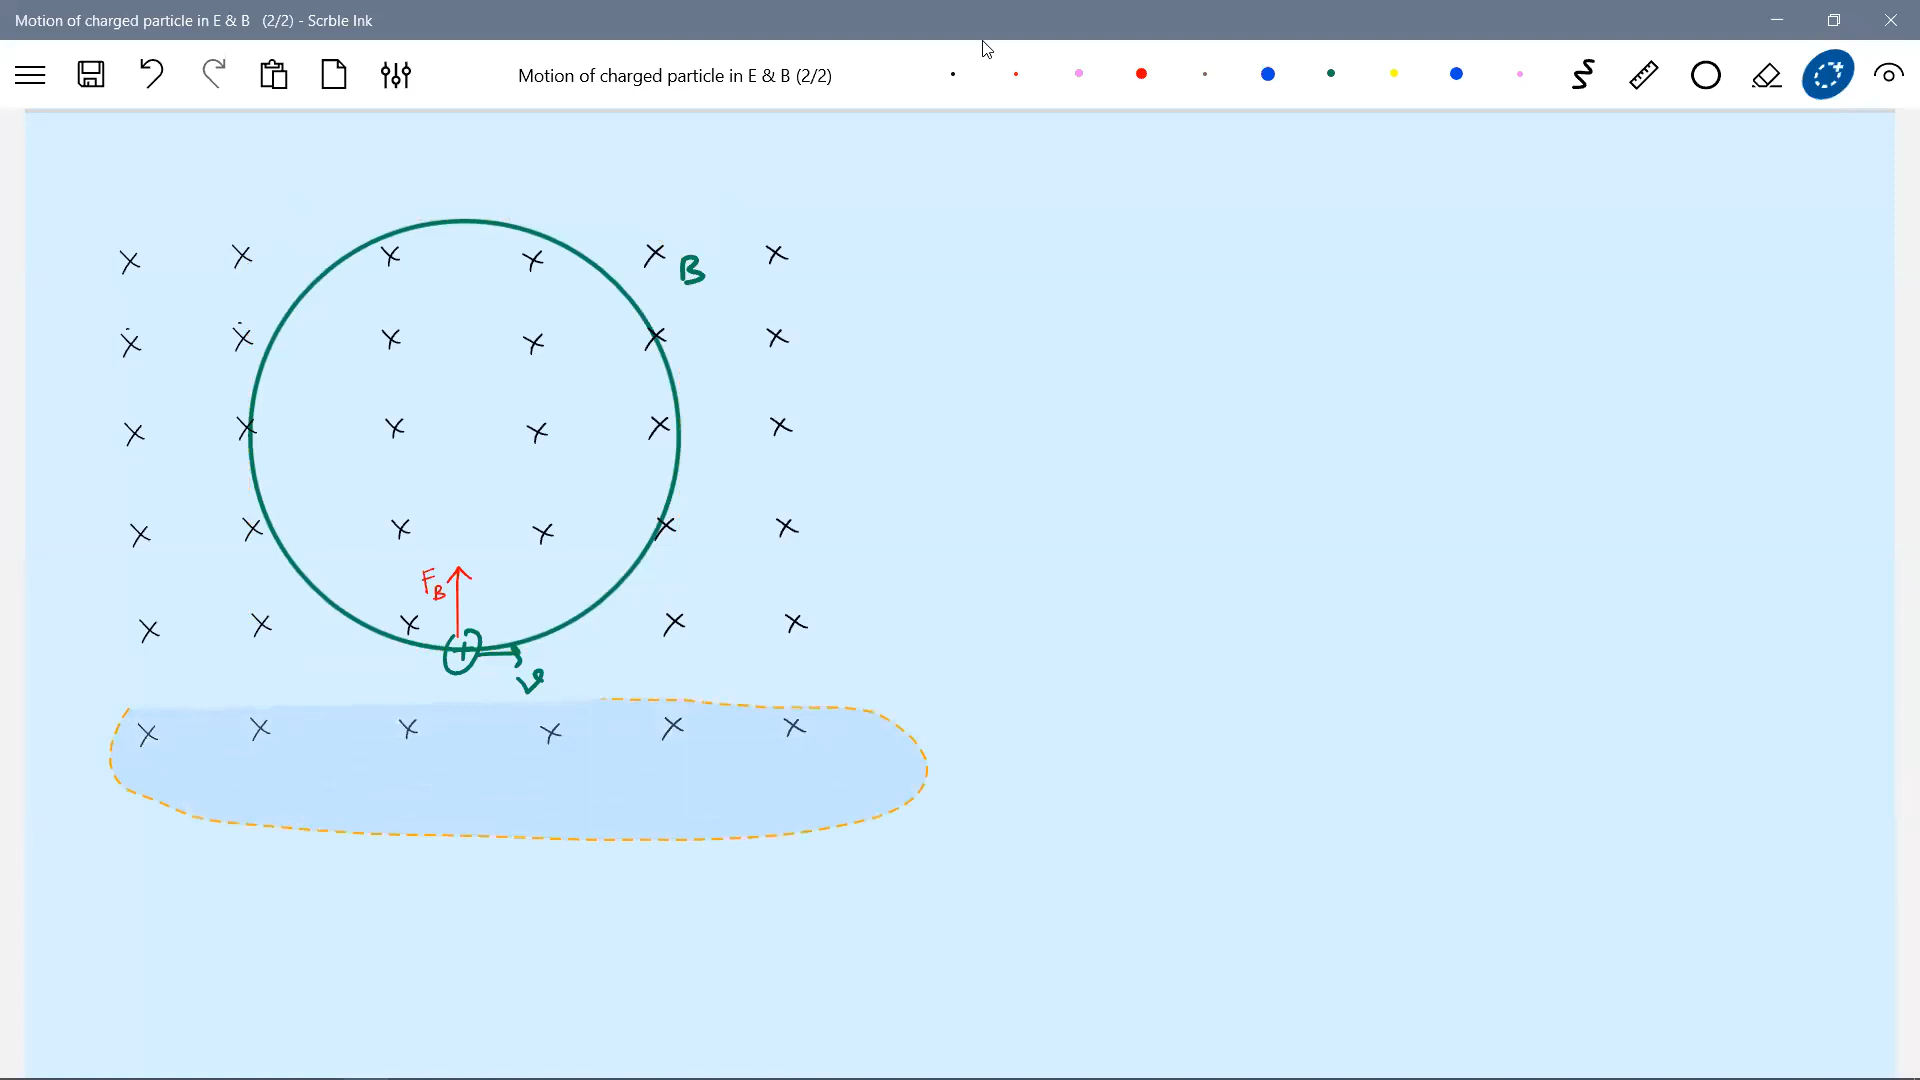 Motion of charged particle in E & B (2/2) - Scrble Ink
Motion of charged particle in E & B (2/2)
× × × × × B ×
× × × × × ×
× × × × × ×
× × × × × ×
F_B
× × × × ×
+
v
× × × × × ×